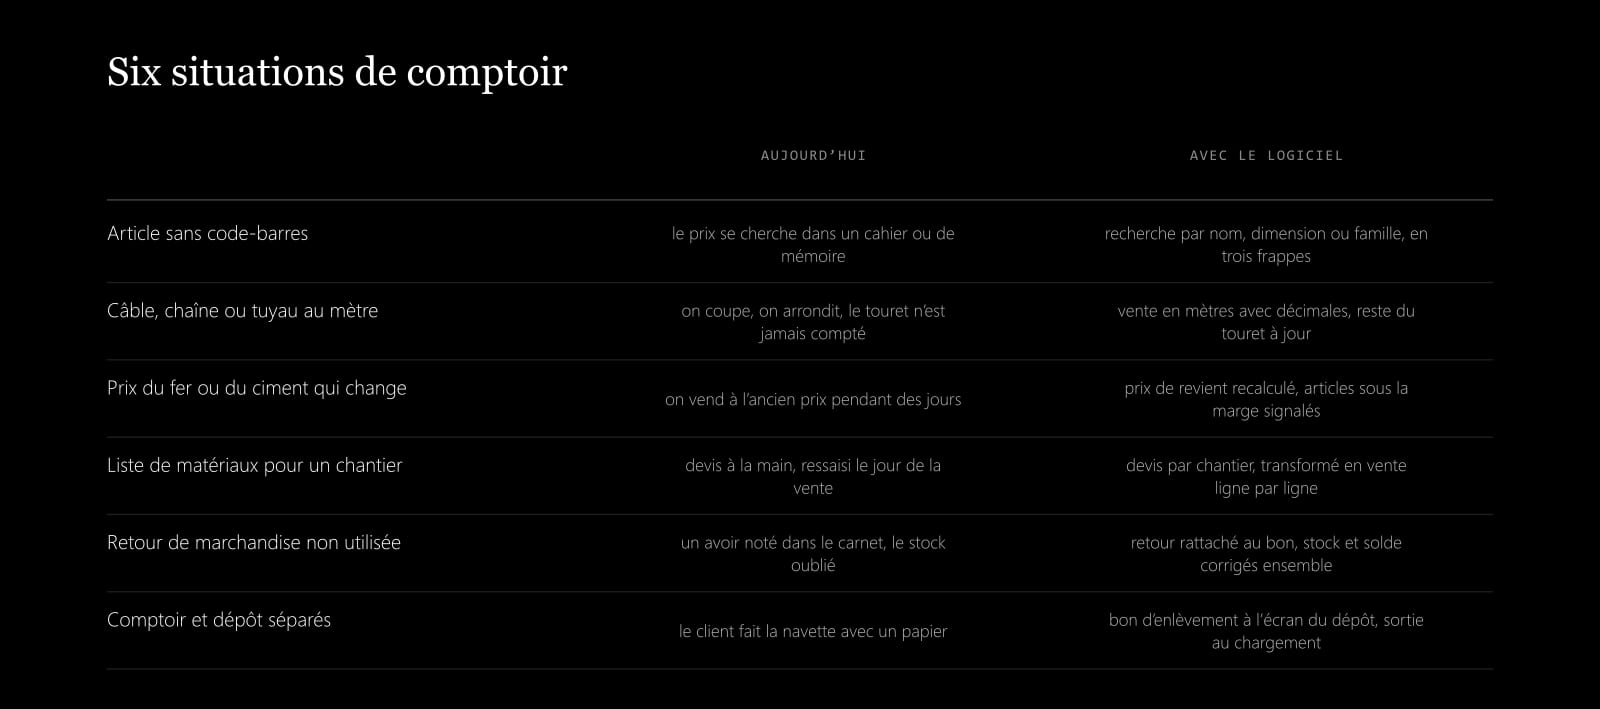 Six situations de comptoir
AUJOURD’HUI
AVEC LE LOGICIEL
Article sans code-barres
le prix se cherche dans un cahier ou de
mémoire
recherche par nom, dimension ou famille, en
trois frappes
Câble, chaîne ou tuyau au mètre
on coupe, on arrondit, le touret n’est
jamais compté
vente en mètres avec décimales, reste du
touret à jour
Prix du fer ou du ciment qui change
on vend à l’ancien prix pendant des jours
prix de revient recalculé, articles sous la
marge signalés
Liste de matériaux pour un chantier
devis à la main, ressaisi le jour de la
vente
devis par chantier, transformé en vente
ligne par ligne
Retour de marchandise non utilisée
un avoir noté dans le carnet, le stock
oublié
retour rattaché au bon, stock et solde
corrigés ensemble
Comptoir et dépôt séparés
le client fait la navette avec un papier
bon d’enlèvement à l’écran du dépôt, sortie
au chargement